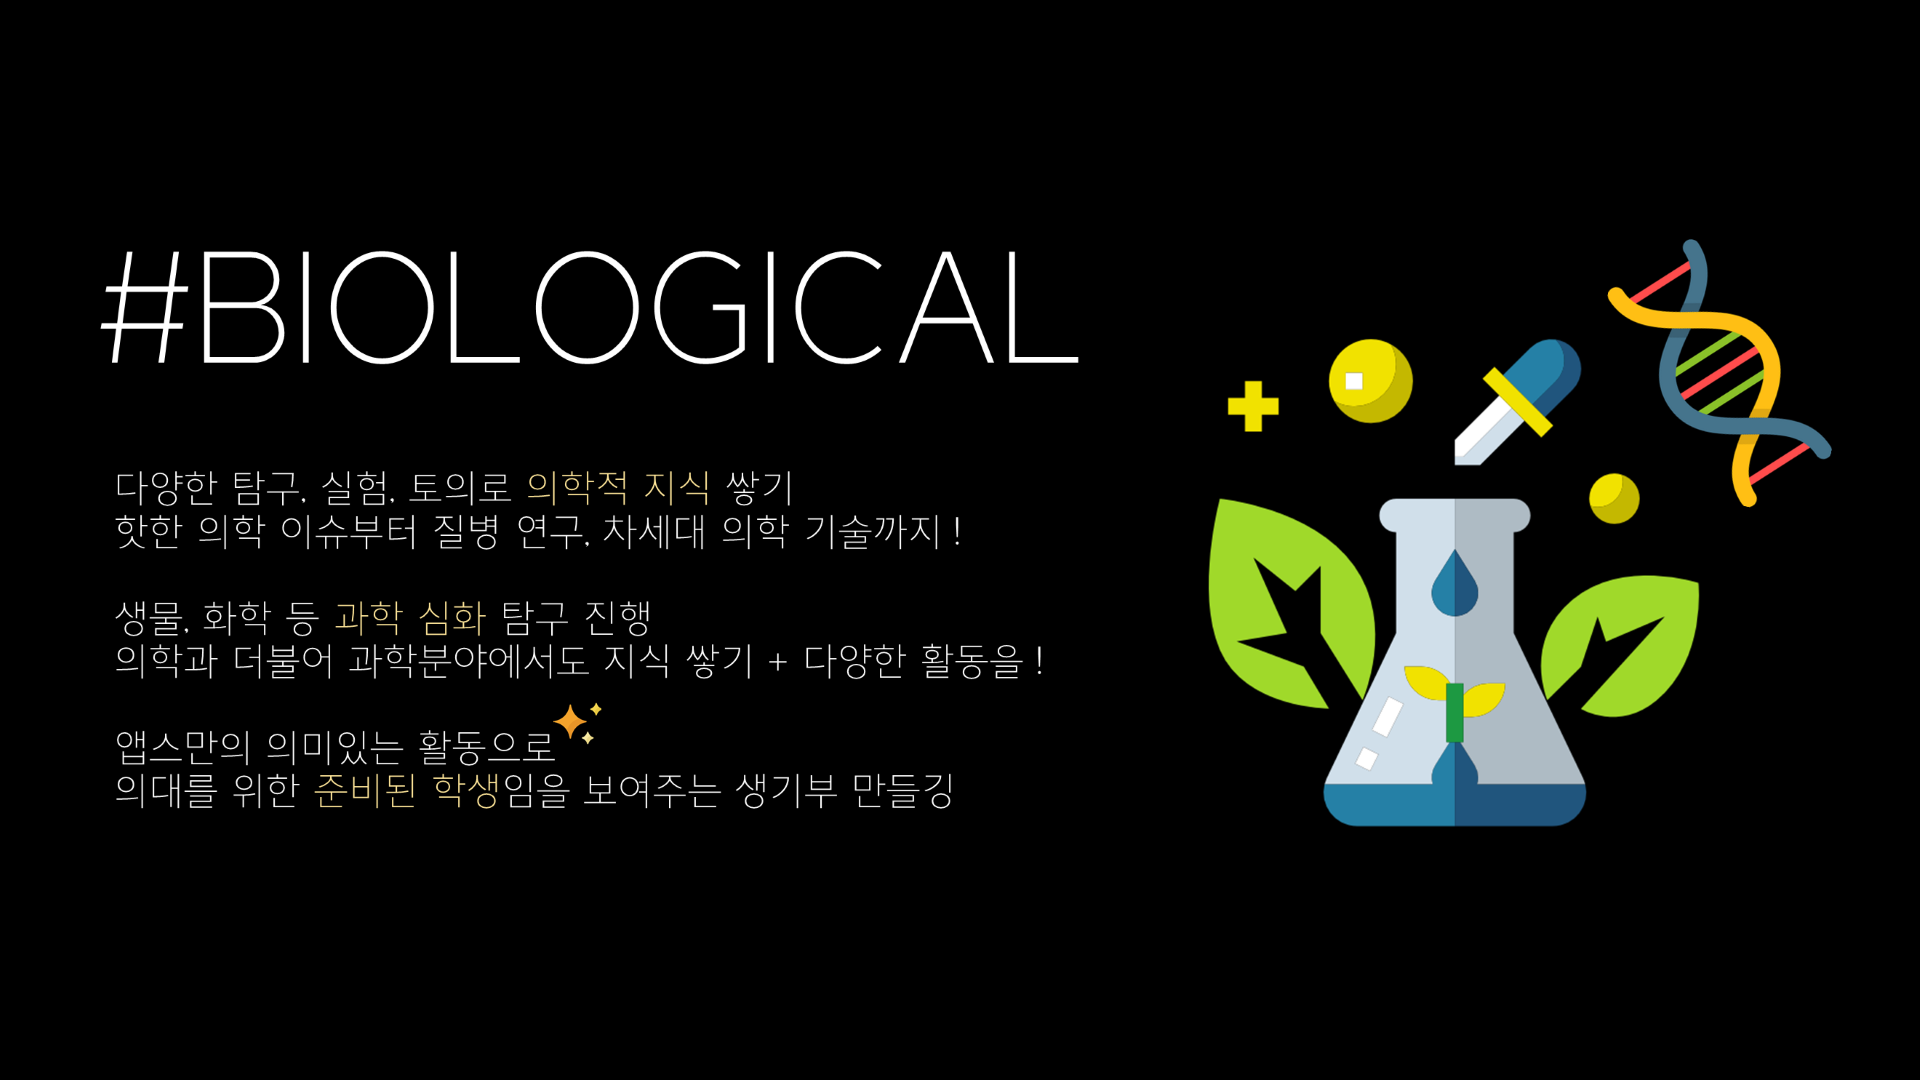 #BIOLOGICAL
다양한 탐구, 실험, 토의로 의학적 지식 쌓기
핫한 의학 이슈부터 질병 연구, 차세대 의학 기술까지 !
생물, 화학 등 과학 심화 탐구 진행
의학과 더불어 과학분야에서도 지식 쌓기 + 다양한 활동을 !
앱스만의 의미있는 활동으로
의대를 위한 준비된 학생임을 보여주는 생기부 만들깅